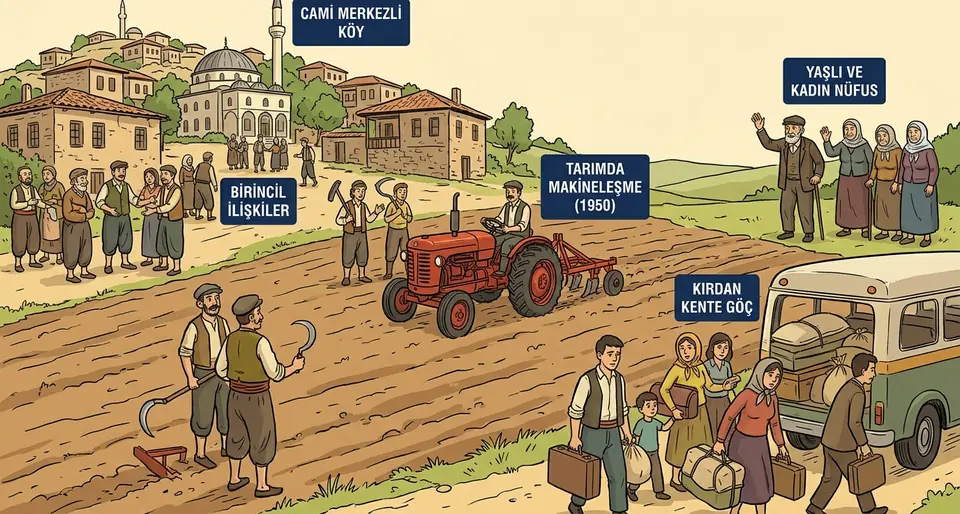 CAMİ MERKEZLİ
KÖY
YAŞLI VE
KADIN NÜFUS
BİRİNCİL
İLİŞKİLER
TARIMDA
MAKİNELEŞME
(1950)
KIRDAN
KENTE GÖÇ